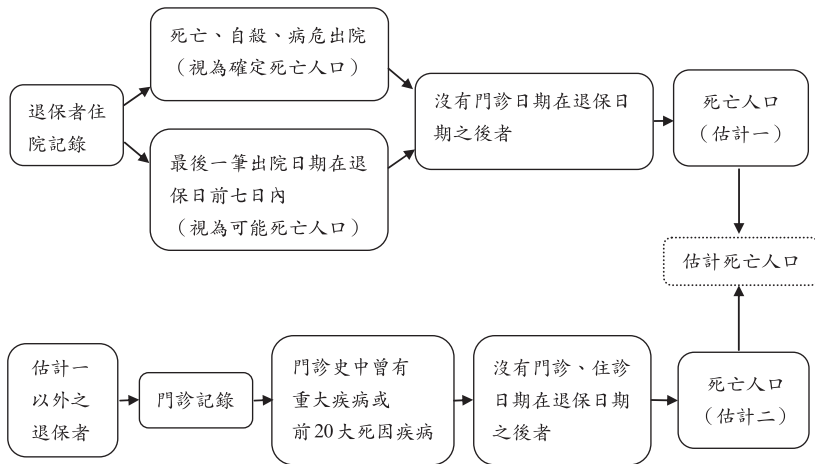 死亡、自殺、病危出院
（視為確定死亡人口）
退保者住
院記錄
最後一筆出院日期在退
保日前七日內
（視為可能死亡人口）
沒有門診日期在退保日
期之後者
死亡人口
（估計一）
估計死亡人口
估計一
以外之
退保者
門診記錄
門診史中曾有
重大疾病或
前20大死因疾病
沒有門診、住診
日期在退保日期
之後者
死亡人口
（估計二）